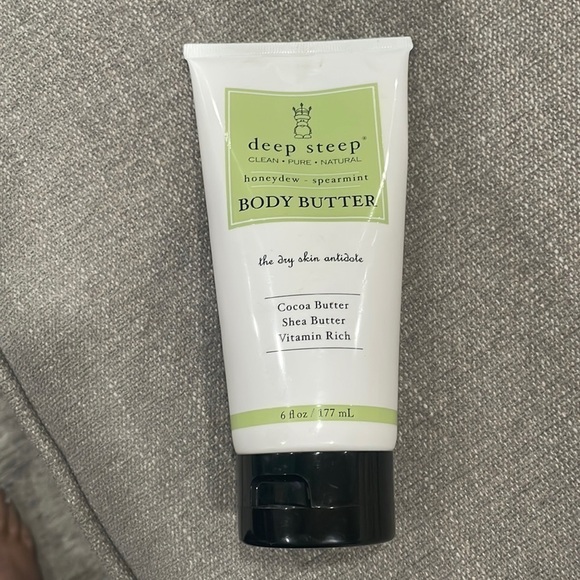 deep steep®
CLEAN • PURE • NATURAL
honeydew - spearmint
BODY BUTTER
the dry skin antidote
Cocoa Butter
Shea Butter
Vitamin Rich
6 fl oz / 177 mL